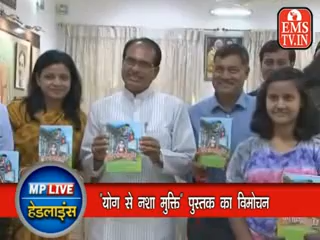 EMS
TV.IN
MP LIVE
हेडलाइंस
'योग से नशा मुक्ति' पुस्तक का विमोचन